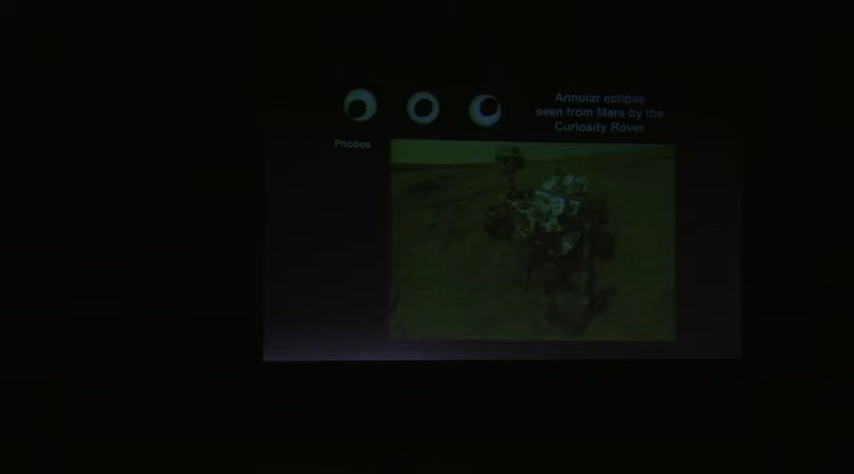 Annular eclipse
seen from Mars by the
Curiosity Rover
Phobos